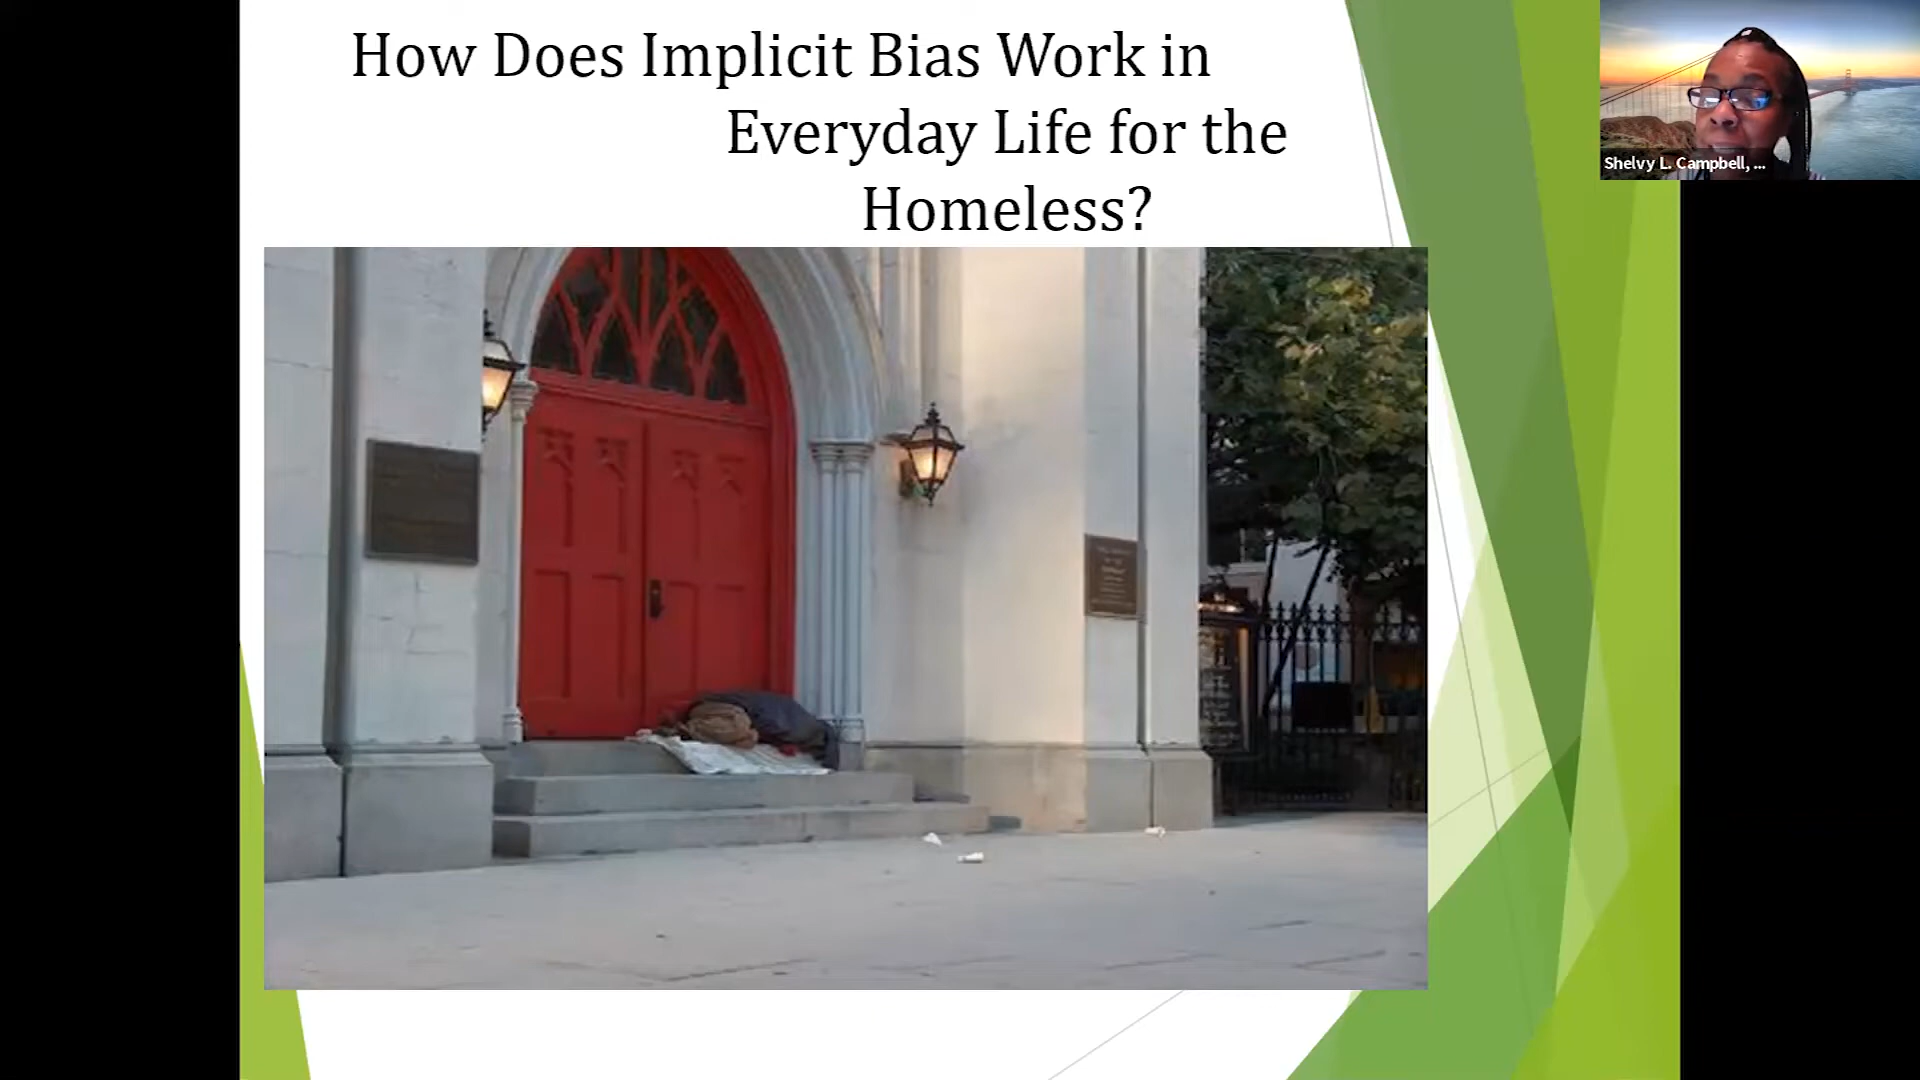 How Does Implicit Bias Work in
Everyday Life for the
Homeless?
Shelvy L. Campbell, ...